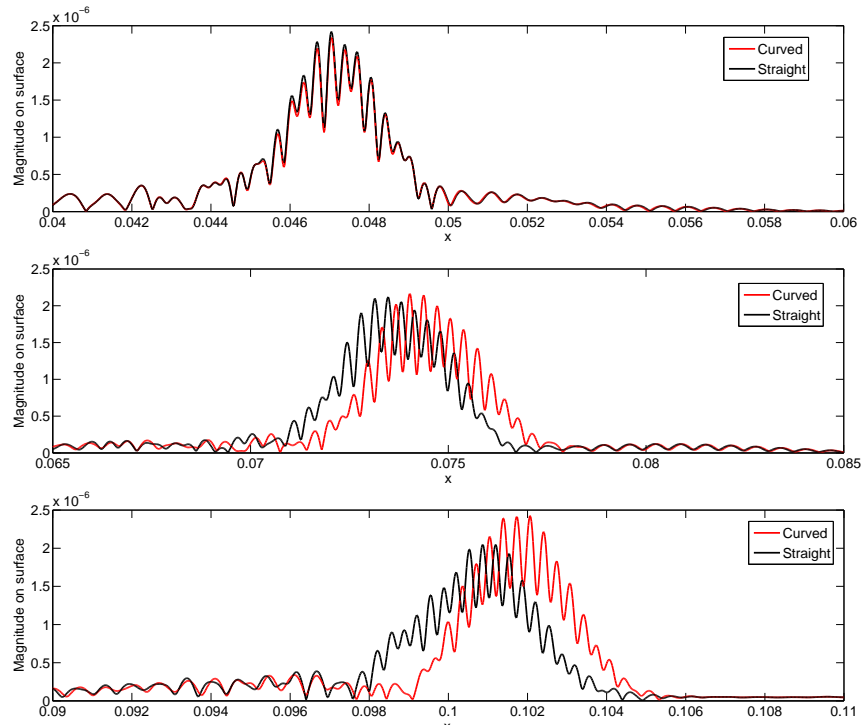 x 10⁻⁶
Magnitude on surface
2.5
2
1.5
1
0.5
0
Curved
Straight
0.04 0.042 0.044 0.046 0.048 0.05 0.052 0.054 0.056 0.058 0.06
x
x 10⁻⁶
Magnitude on surface
2.5
2
1.5
1
0.5
0
Curved
Straight
0.065 0.07 0.075 0.08 0.085
x
x 10⁻⁶
Magnitude on surface
2.5
2
1.5
1
0.5
0
Curved
Straight
0.09 0.092 0.094 0.096 0.098 0.1 0.102 0.104 0.106 0.108 0.11
x